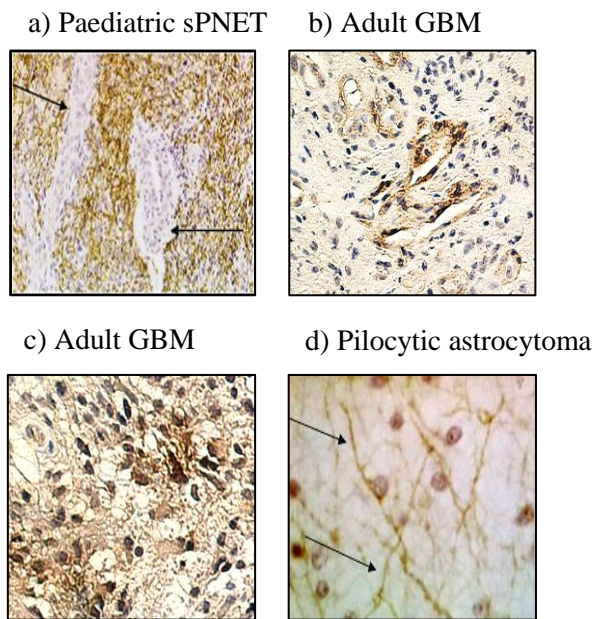 a) Paediatric sPNET
b) Adult GBM
c) Adult GBM
d) Pilocytic astrocytoma